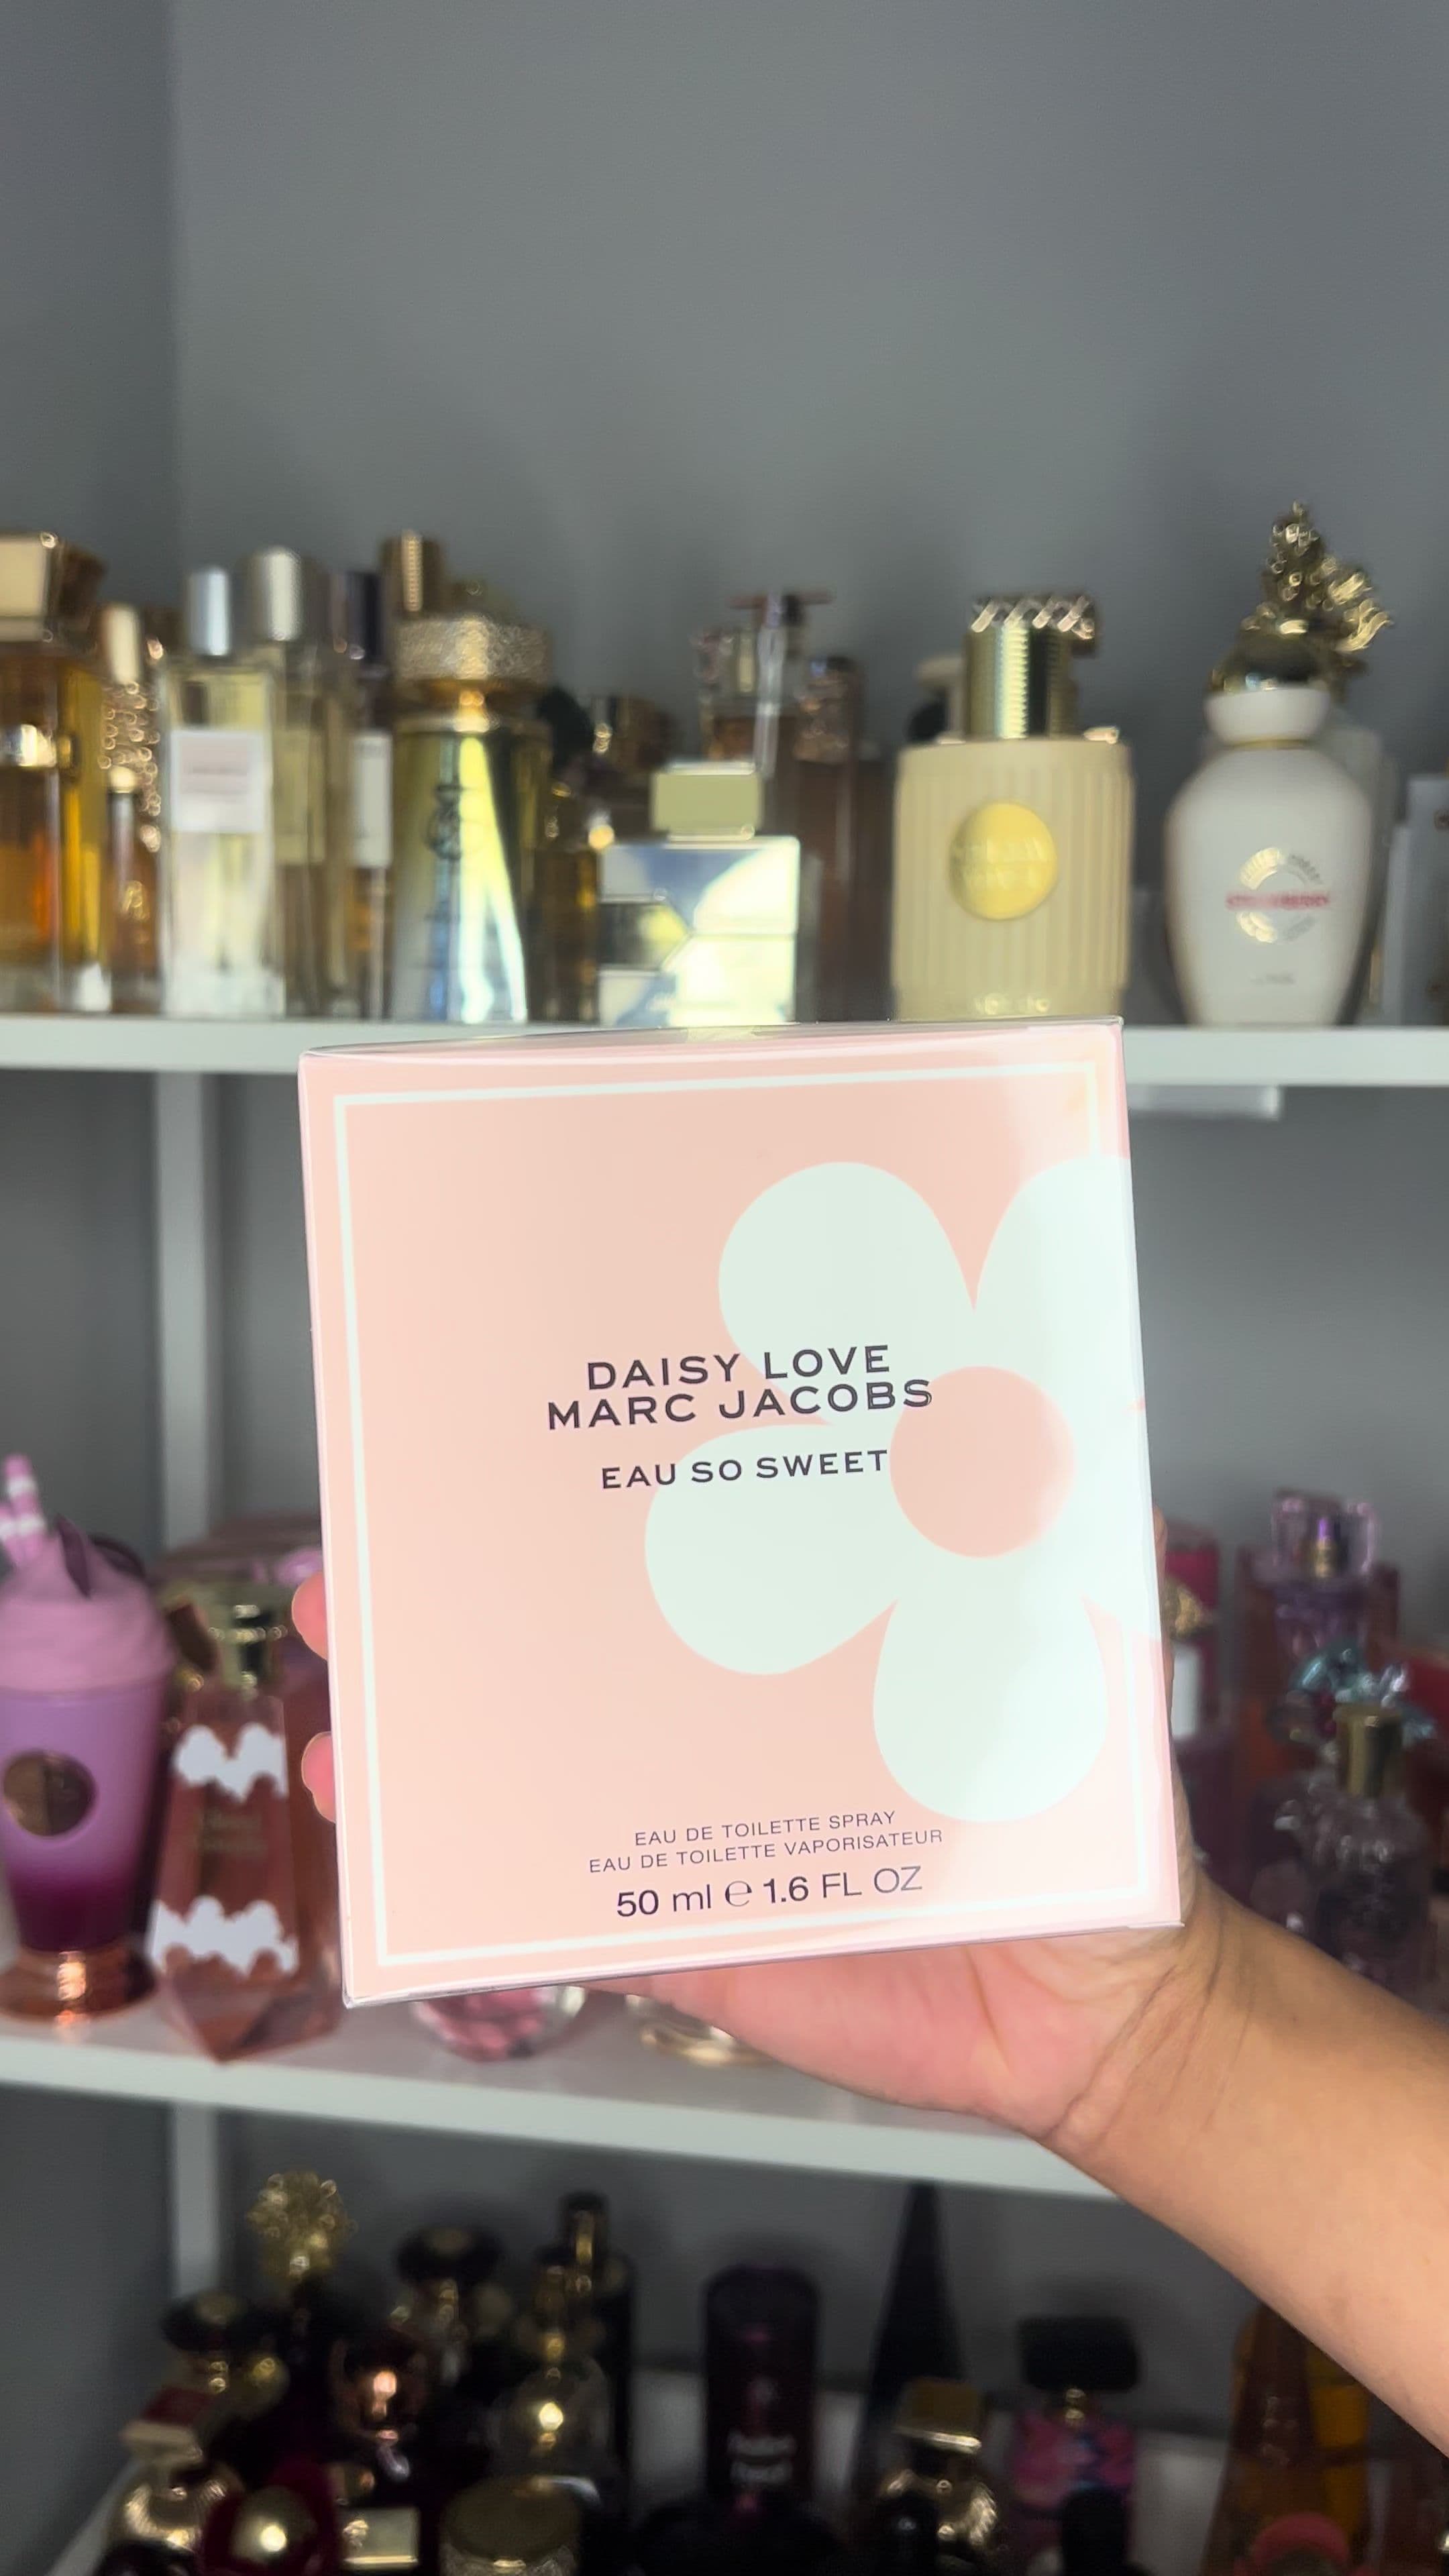 DAISY LOVE
MARC JACOBS
EAU SO SWEET
EAU DE TOILETTE SPRAY
EAU DE TOILETTE VAPORISATEUR
50 ml ℮ 1.6 FL OZ